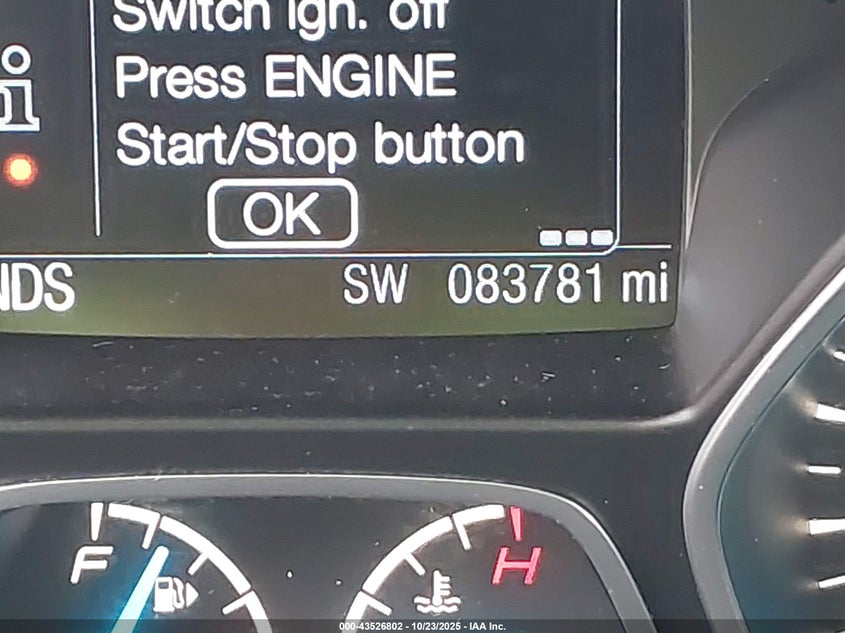 Switch ign. off
Press ENGINE
Start/Stop button
OK
NDS SW 083781 mi
F H
000-43526802 - 10/23/2025 - IAA Inc.